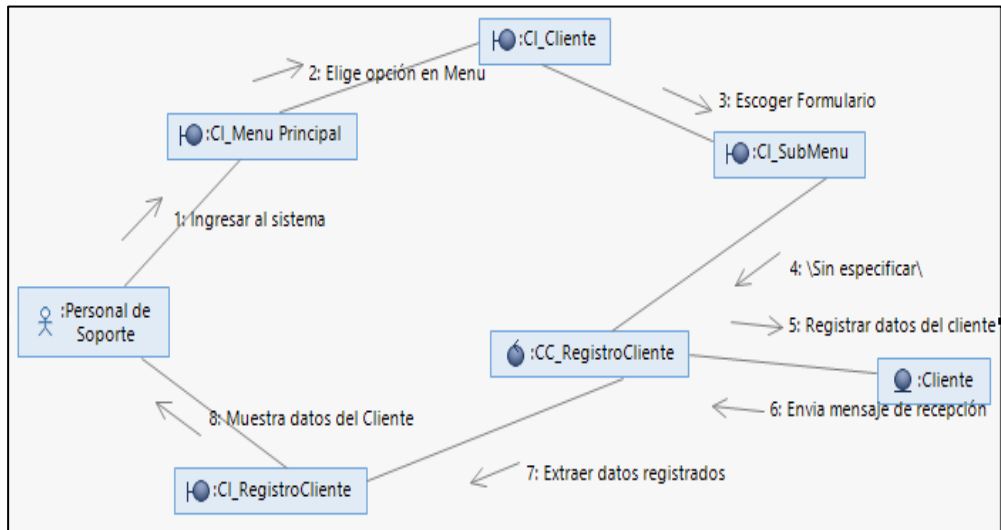 :CI_Cliente
2: Elige opción en Menu
3: Escoger Formulario
:CI_Menu Principal
:CI_SubMenu
1: Ingresar al sistema
4: \Sin especificar\
:Personal de
Soporte
5: Registrar datos del cliente'
:CC_RegistroCliente
:Cliente
8: Muestra datos del Cliente
6: Envia mensaje de recepción
7: Extraer datos registrados
:CI_RegistroCliente